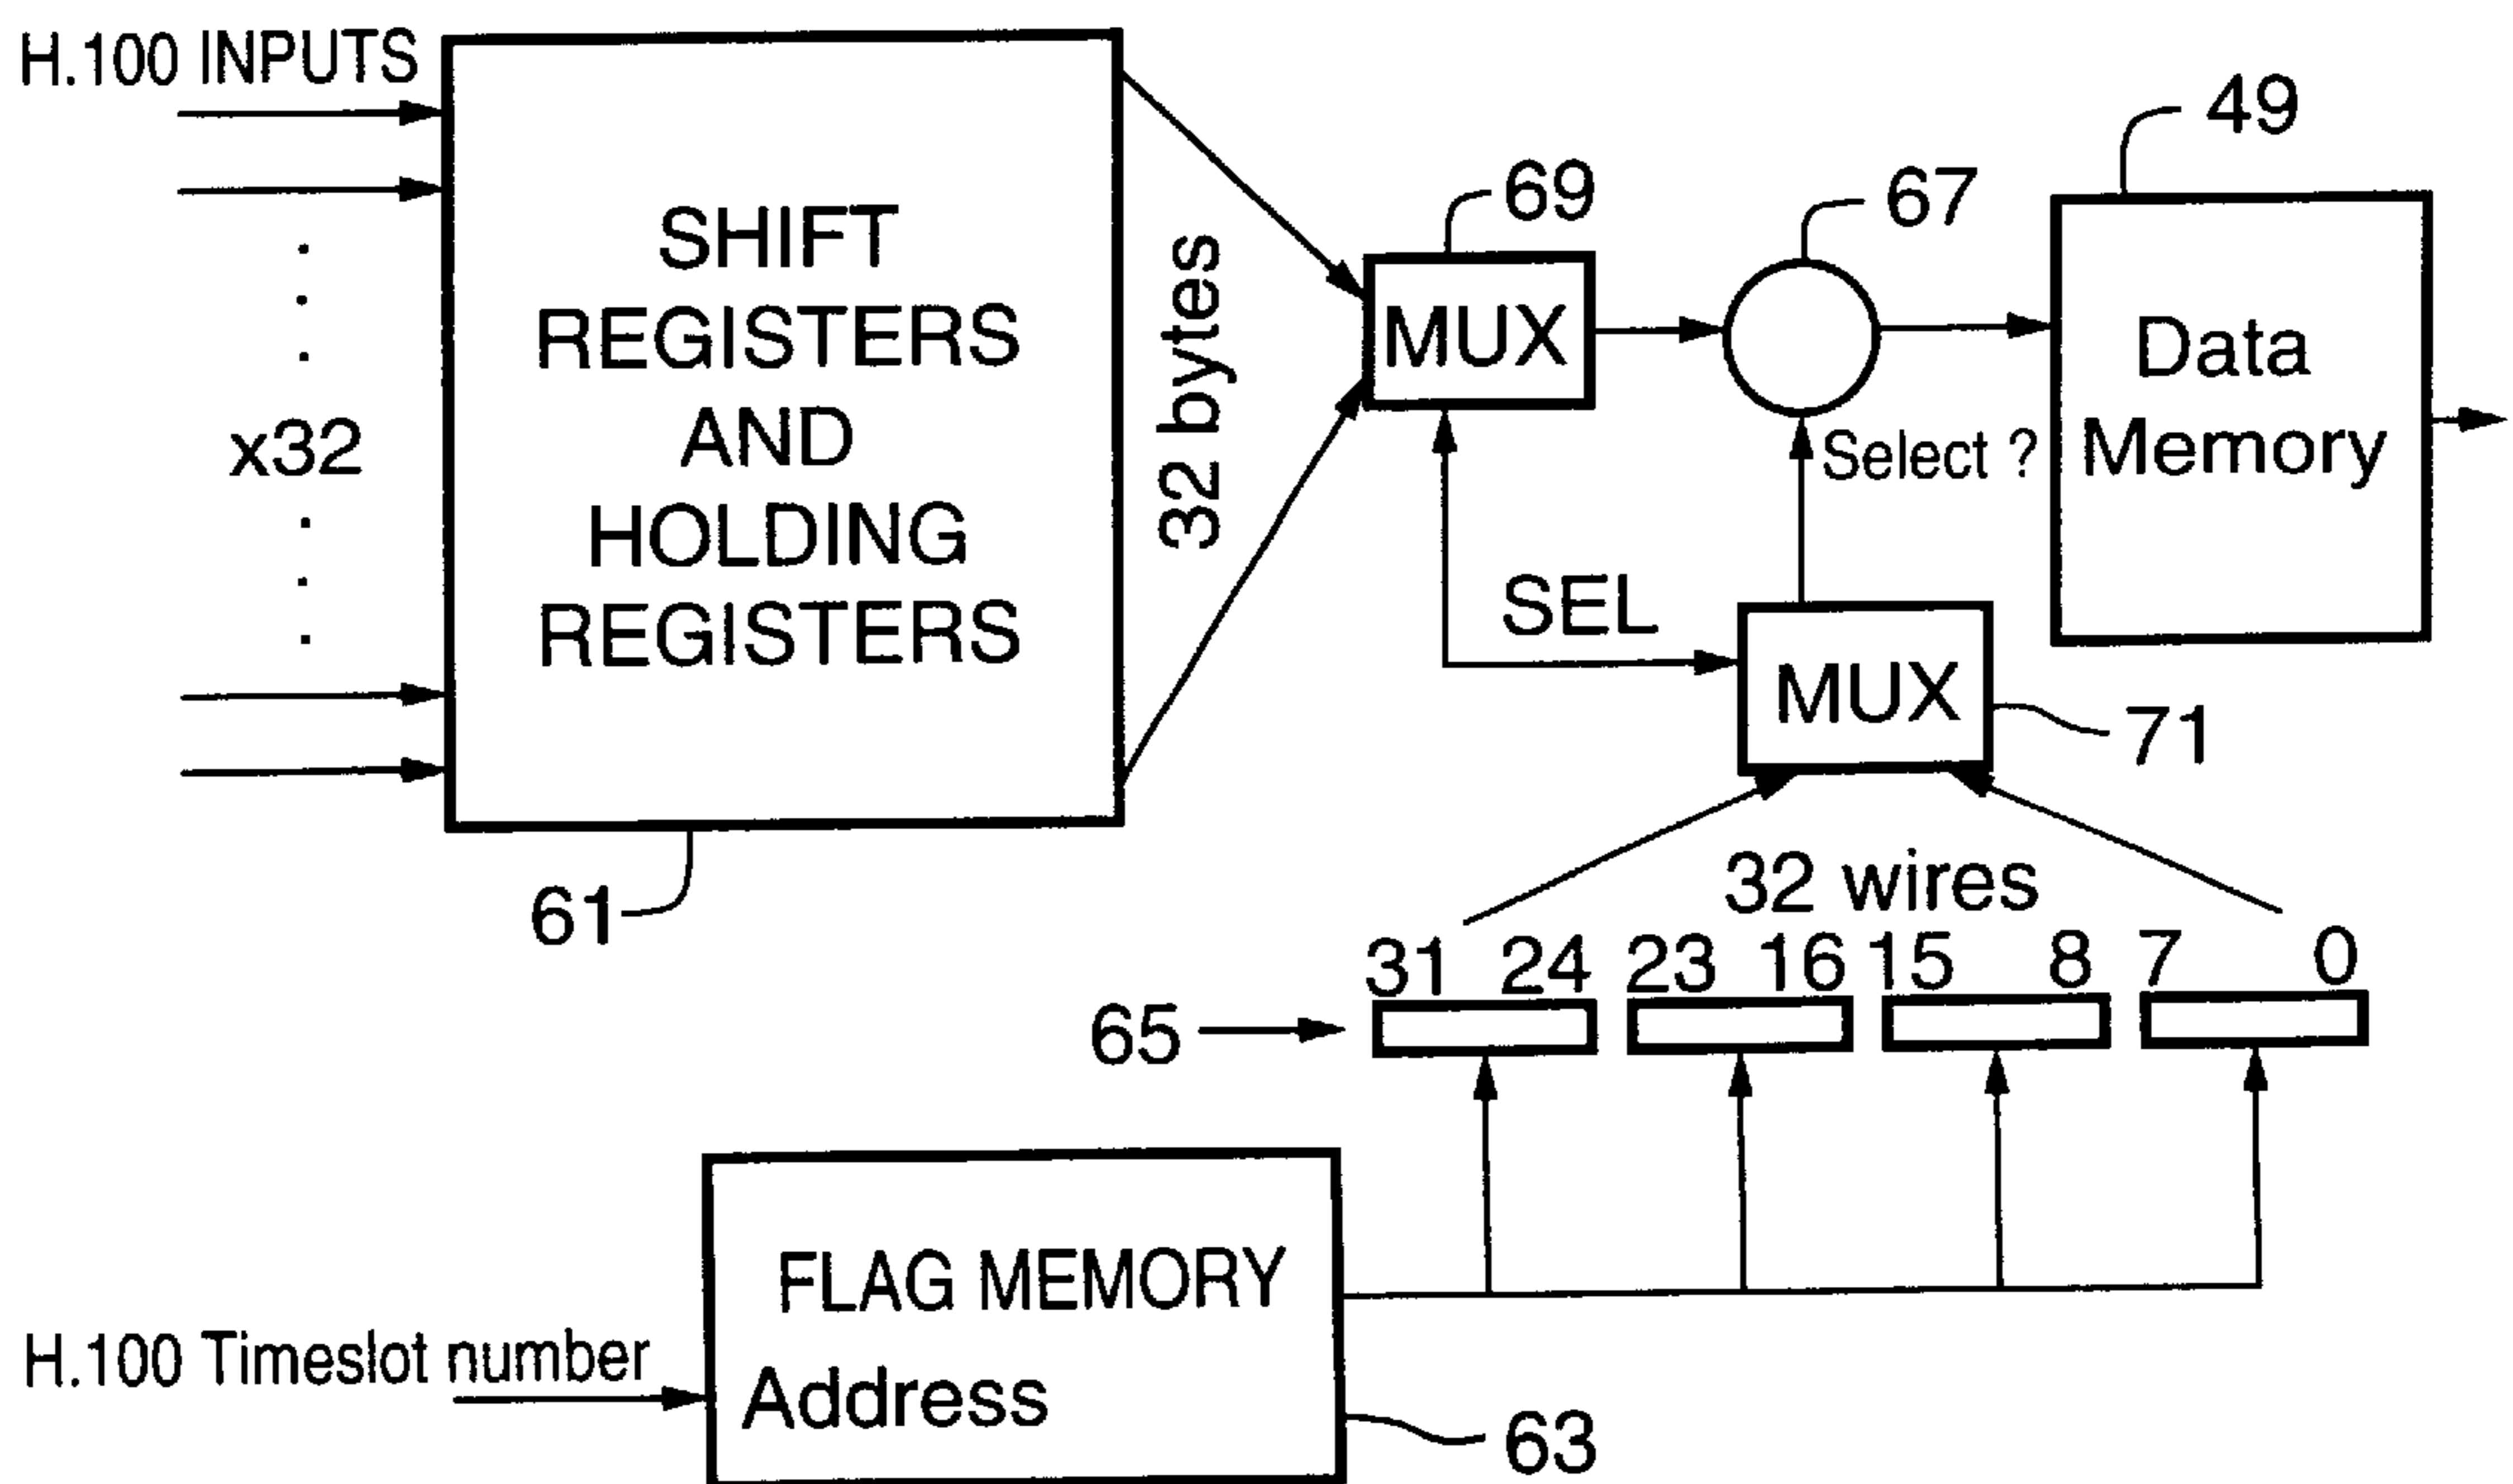 H.100 INPUTS
x32
SHIFT
REGISTERS
AND
HOLDING
REGISTERS
61
32 bytes
69
MUX
67
49
Data
Memory
Select ?
SEL
MUX
71
32 wires
31 24 23 16 15 8 7 0
65
FLAG MEMORY
H.100 Timeslot number
Address
63